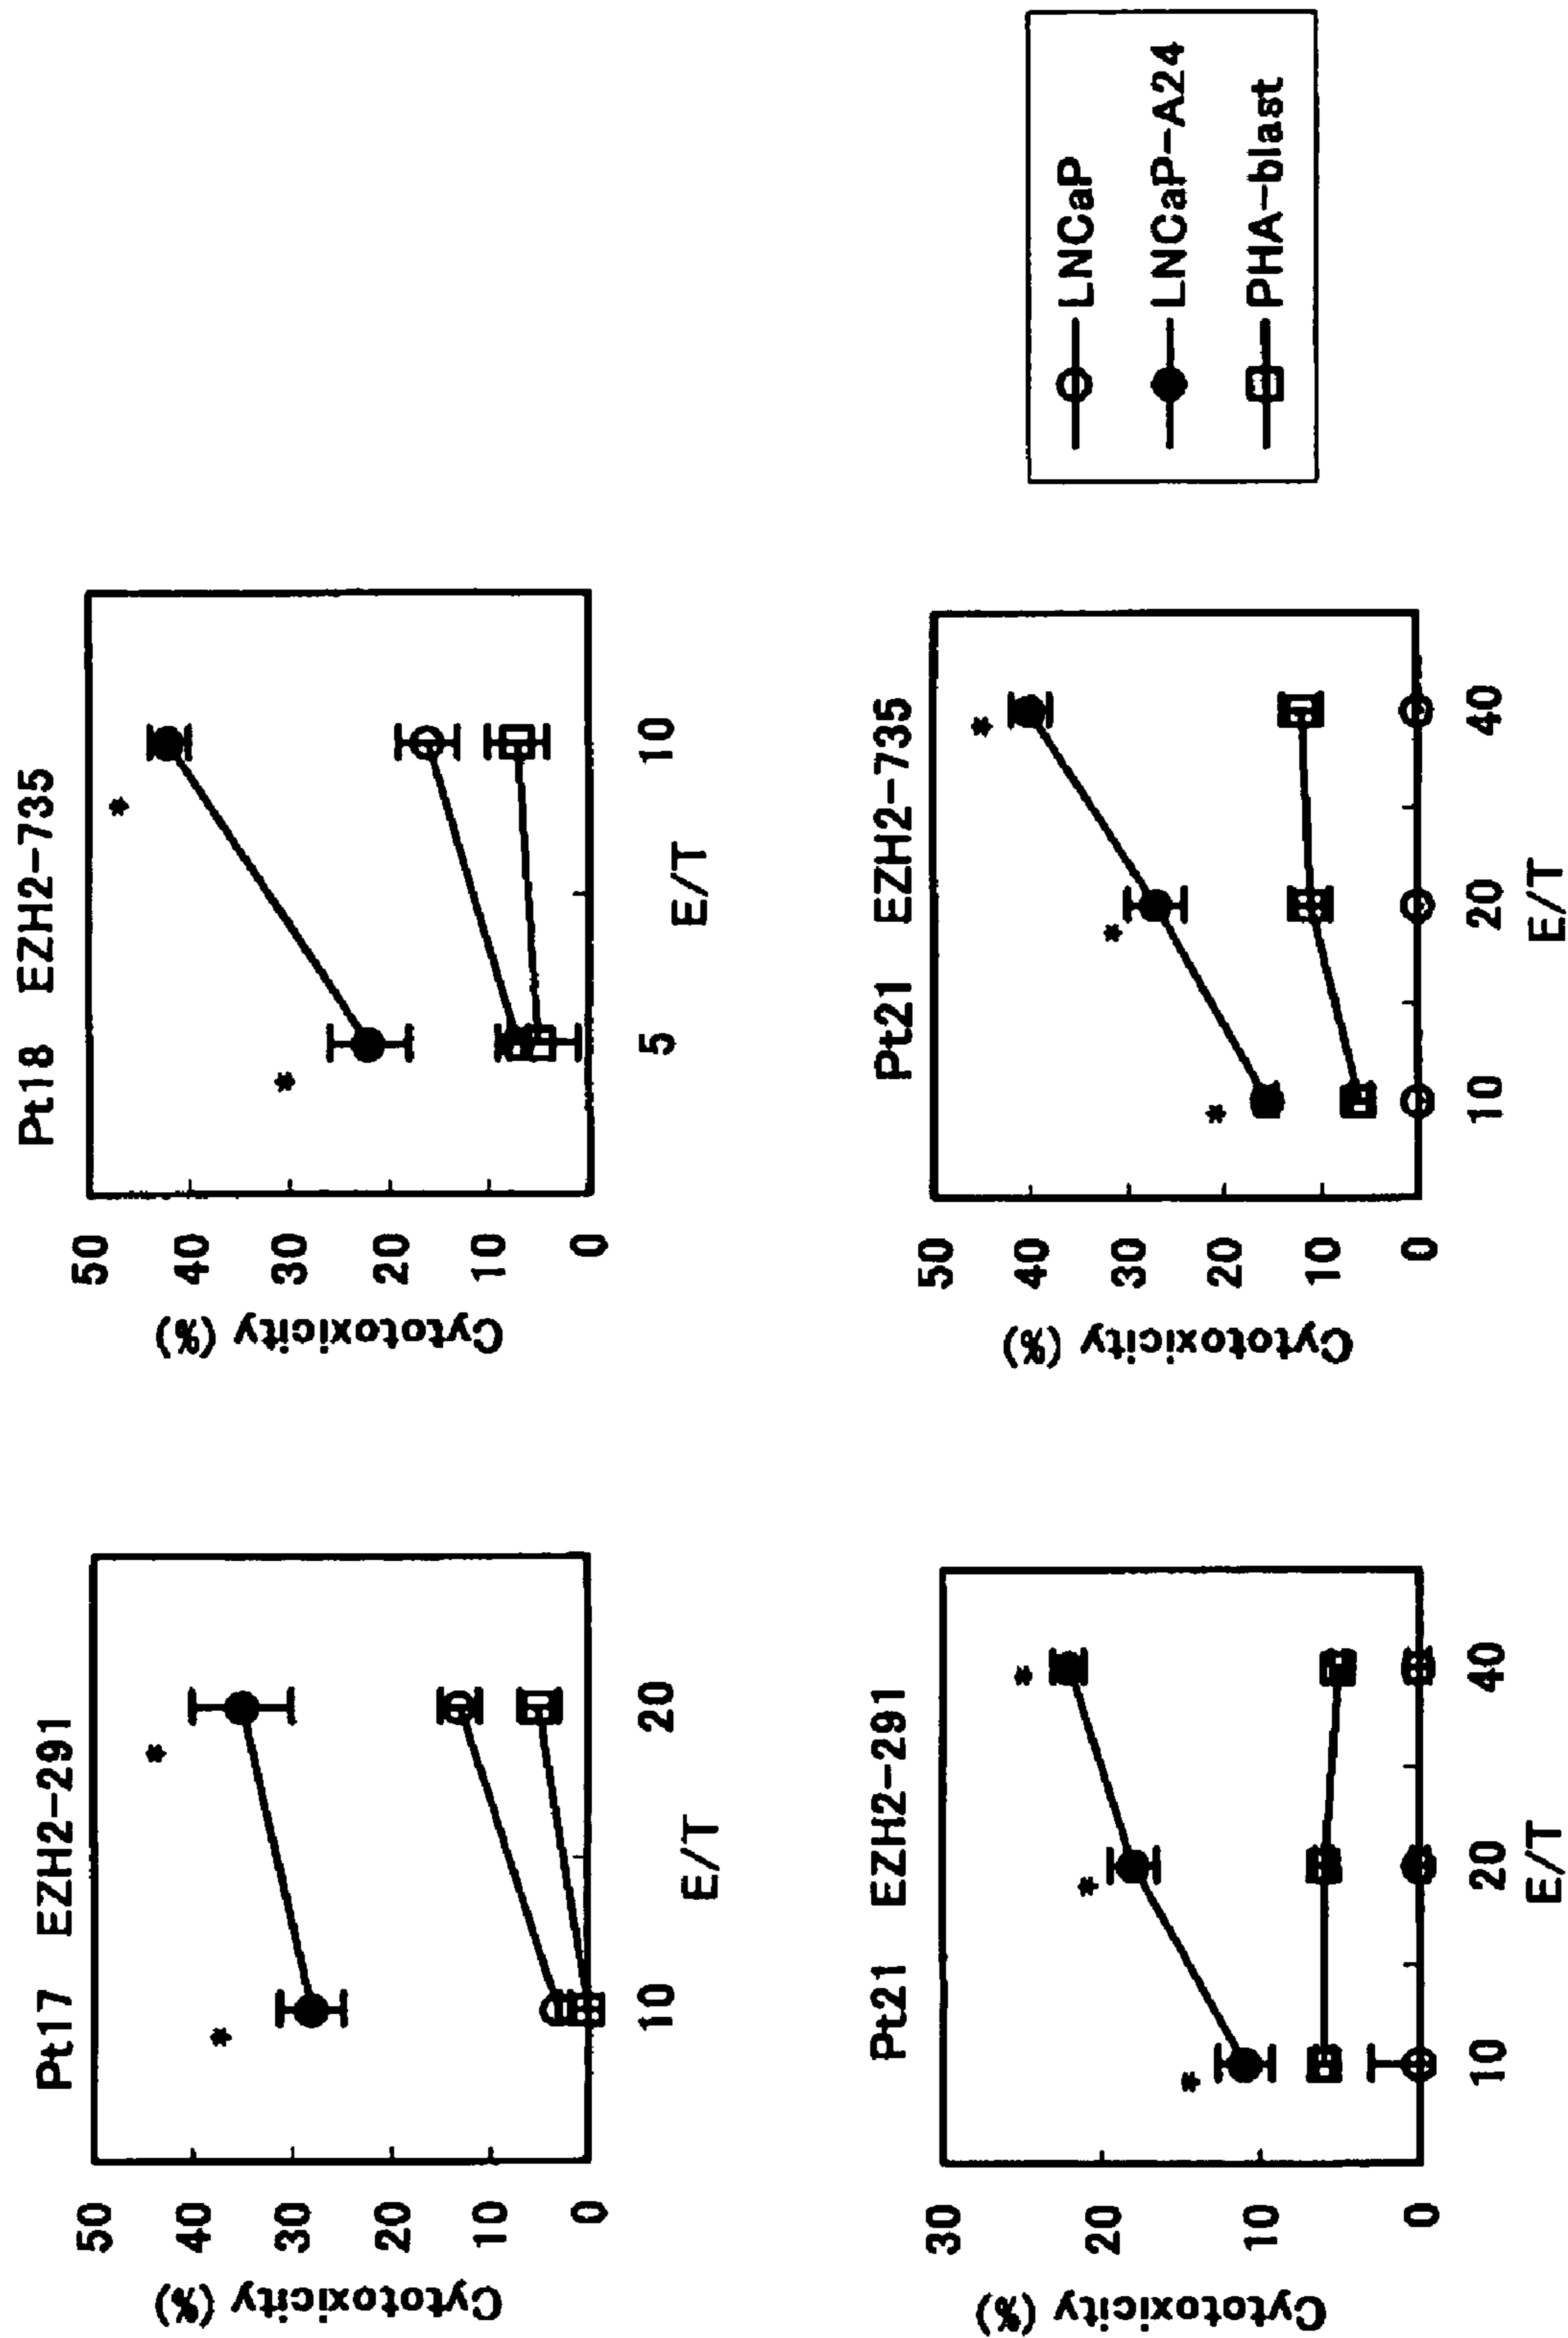 Pt17 EZH2-291
*
*
50
40
30
20
10
0
Cytotoxicity (%)
10
20
E/T
Pt18 EZH2-735
*
*
50
40
30
20
10
0
Cytotoxicity (%)
5
10
E/T
Pt21 EZH2-291
*
*
*
30
20
10
0
Cytotoxicity (%)
10
20
40
E/T
Pt21 EZH2-735
*
*
*
50
40
30
20
10
0
Cytotoxicity (%)
10
20
40
E/T
LNCaP
LNCaP-A24
PHA-blast